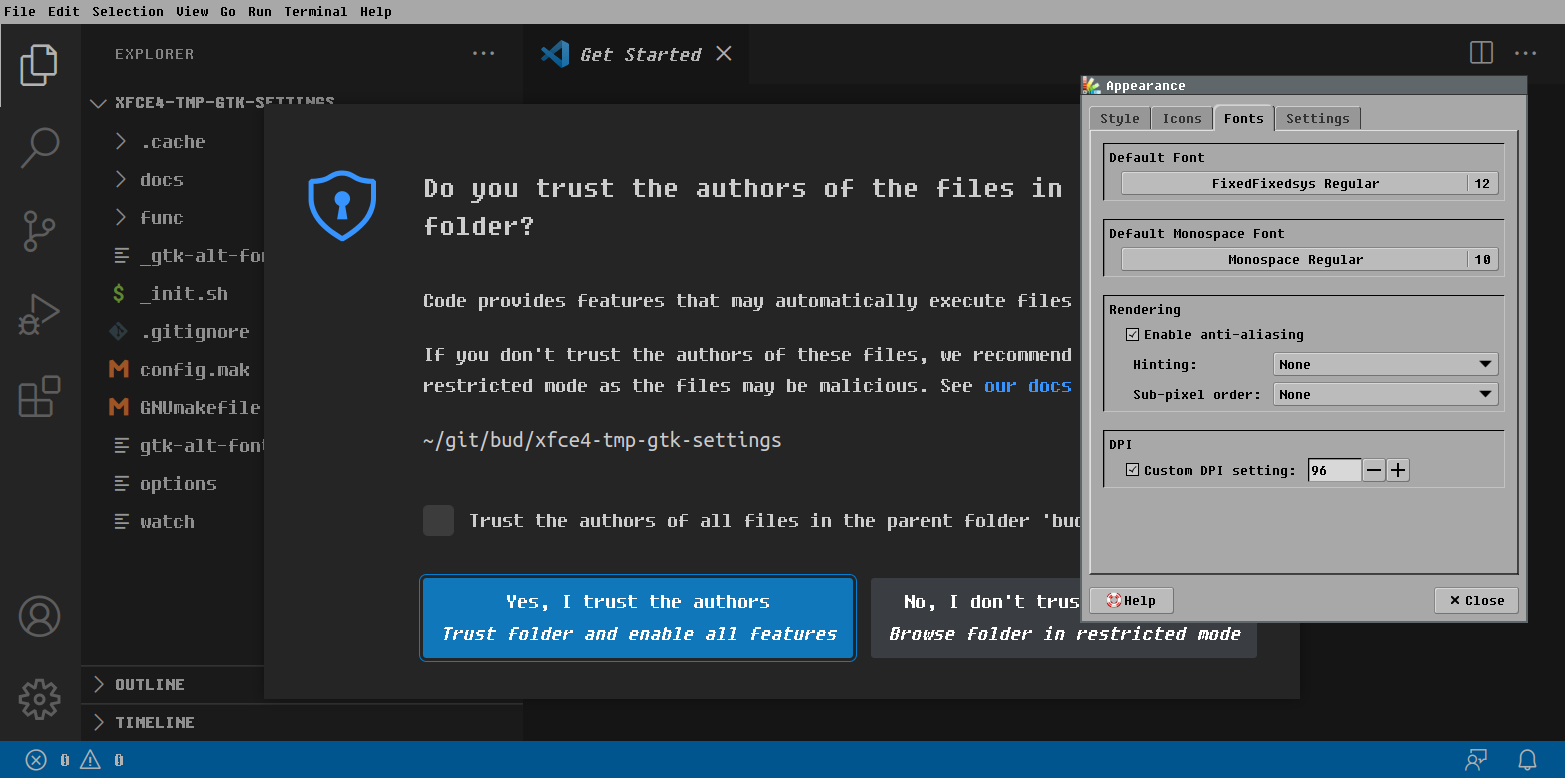 File Edit Selection View Go Run Terminal Help
EXPLORER
XFCE4-TMP-GTK-SETTINGS
.cache
docs
func
_gtk-alt-fon
_init.sh
.gitignore
config.mak
GNUmakefile
gtk-alt-font
options
watch
OUTLINE
TIMELINE
Get Started
Do you trust the authors of the files in
folder?
Code provides features that may automatically execute files
If you don't trust the authors of these files, we recommend
restricted mode as the files may be malicious. See our docs
~/git/bud/xfce4-tmp-gtk-settings
Trust the authors of all files in the parent folder 'bud
Yes, I trust the authors
Trust folder and enable all features
No, I don't trus
Browse folder in restricted mode
Appearance
Style Icons Fonts Settings
Default Font
FixedFixedsys Regular 12
Default Monospace Font
Monospace Regular 10
Rendering
Enable anti-aliasing
Hinting: None
Sub-pixel order: None
DPI
Custom DPI setting: 96
Help Close
0 0